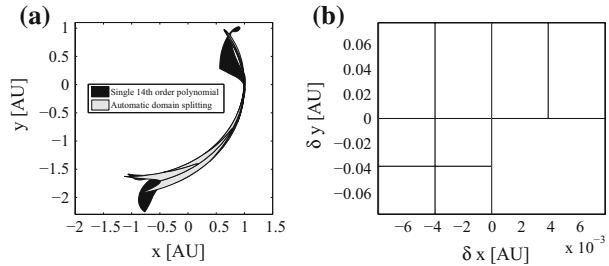 (a)
1
0.5
0
−0.5
−1
−1.5
−2
y [AU]
Single 14th order polynomial
Automatic domain splitting
−2 −1.5 −1 −0.5 0 0.5 1 1.5
x [AU]
(b)
0.06
0.04
0.02
0
−0.02
−0.04
−0.06
δ y [AU]
−6 −4 −2 0 2 4 6
x 10⁻³
δ x [AU]